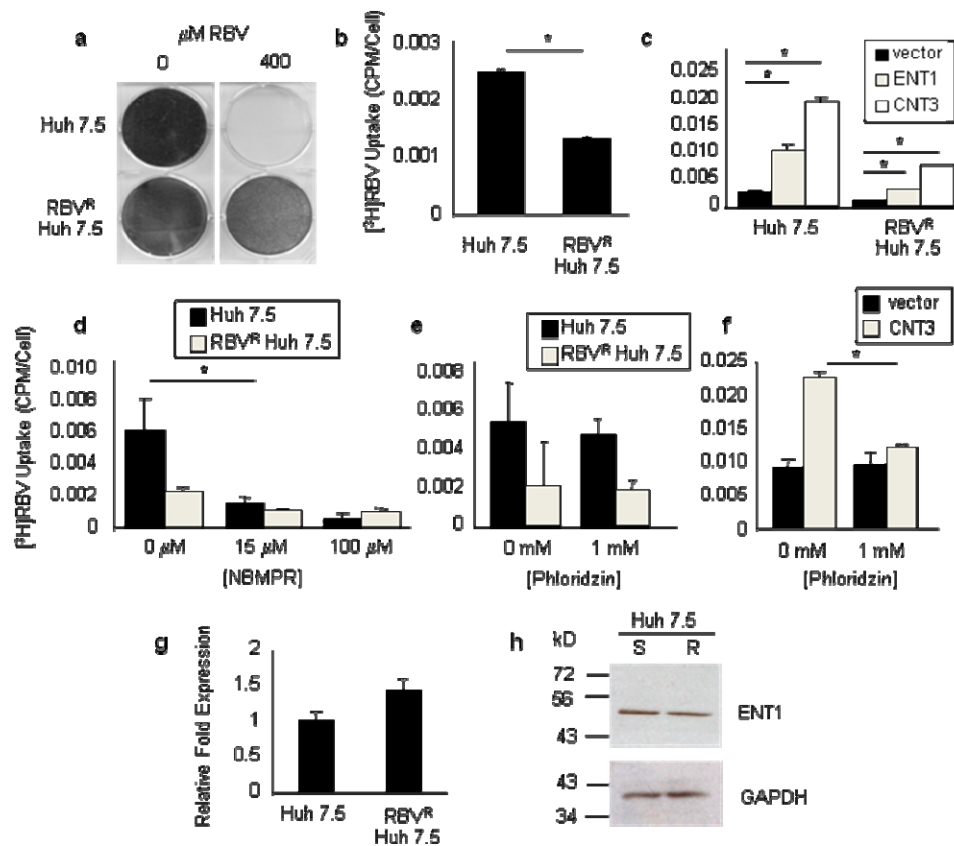 a
μM RBV
0 400
Huh 7.5
RBVR
Huh 7.5
b
[3H]RBV Uptake (CPM/Cell)
0.003
0.002
0.001
0
*
Huh 7.5
RBVR
Huh 7.5
c
vector
ENT1
CNT3
0.025
0.020
0.015
0.010
0.005
0
*
*
*
*
Huh 7.5
RBVR
Huh 7.5
d
Huh 7.5
RBVR Huh 7.5
[3H]RBV Uptake (CPM/Cell)
0.010
0.008
0.006
0.004
0.002
0
*
0 μM 15 μM 100 μM
[NBMPR]
e
Huh 7.5
RBVR Huh 7.5
0.008
0.006
0.004
0.002
0
0 mM 1 mM
[Phloridzin]
f
vector
CNT3
0.025
0.020
0.015
0.010
0.005
0
*
0 mM 1 mM
[Phloridzin]
g
Relative Fold Expression
2
1.5
1
0.5
0
Huh 7.5
RBVR
Huh 7.5
h
kD
Huh 7.5
S R
72
56
43
ENT1
43
34
GAPDH